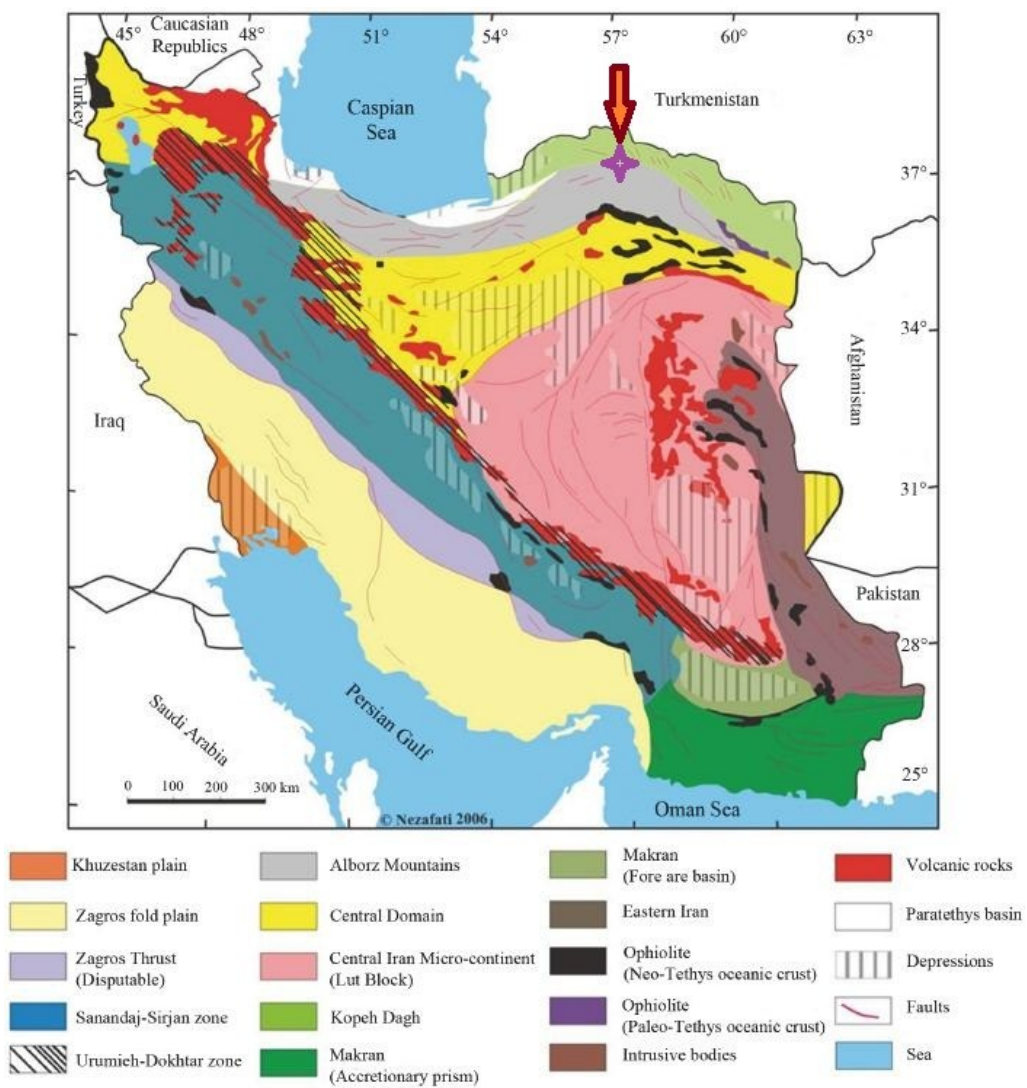 45°
48°
51°
54°
57°
60°
63°
Caucasian
Republics
Turkey
Caspian
Sea
Turkmenistan
37°
34°
Afghanistan
Iraq
31°
Pakistan
28°
Saudi Arabia
Persian Gulf
25°
0 100 200 300 km
Oman Sea
© Nezafati 2006
Khuzestan plain
Zagros fold plain
Zagros Thrust
(Disputable)
Sanandaj-Sirjan zone
Urumieh-Dokhtar zone
Alborz Mountains
Central Domain
Central Iran Micro-continent
(Lut Block)
Kopeh Dagh
Makran
(Accretionary prism)
Makran
(Fore are basin)
Eastern Iran
Ophiolite
(Neo-Tethys oceanic crust)
Ophiolite
(Paleo-Tethys oceanic crust)
Intrusive bodies
Volcanic rocks
Paratethys basin
Depressions
Faults
Sea